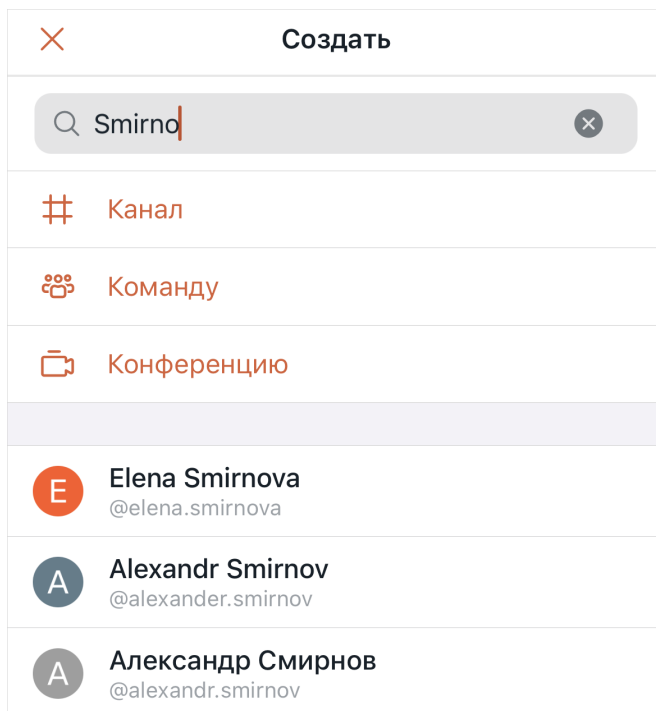 Создать
Smirno
Канал
Команду
Конференцию
E
Elena Smirnova
@elena.smirnova
A
Alexandr Smirnov
@alexander.smirnov
А
Александр Смирнов
@alexandr.smirnov